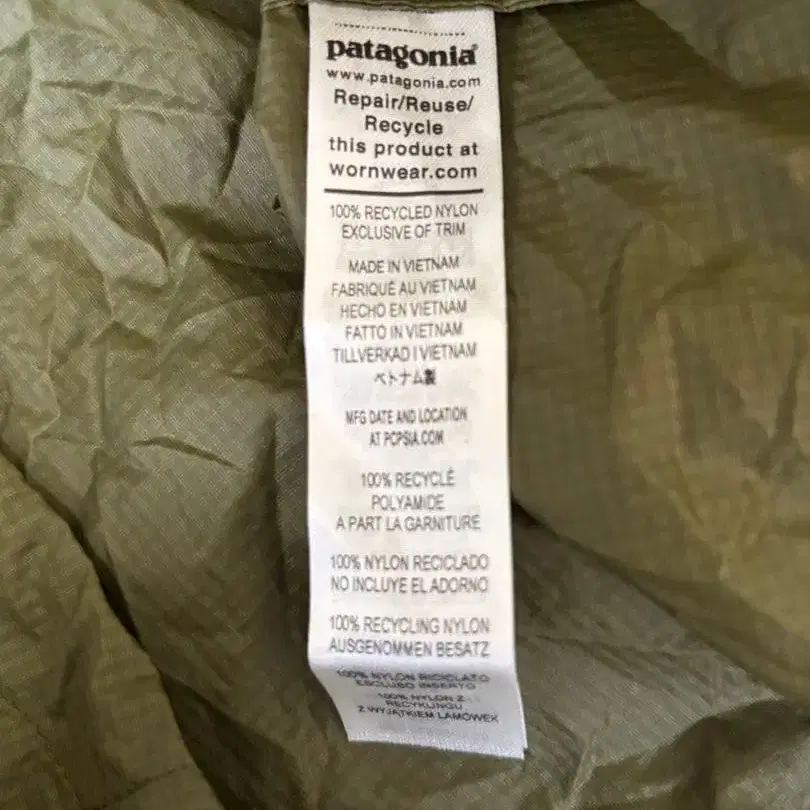 patagonia®
www.patagonia.com
Repair/Reuse/
Recycle
this product at
wornwear.com
100% RECYCLED NYLON
EXCLUSIVE OF TRIM
MADE IN VIETNAM
FABRIQUÉ AU VIETNAM
HECHO EN VIETNAM
FATTO IN VIETNAM
TILLVERKAD I VIETNAM
ベトナム製
MFG DATE AND LOCATION
AT PCPSIA.COM
100% RECYCLÉ
POLYAMIDE
A PART LA GARNITURE
100% NYLON RECICLADO
NO INCLUYE EL ADORNO
100% RECYCLING NYLON
AUSGENOMMEN BESATZ
100% NYLON RICICLATO
ESCLUSO INSERTO
100% NYLON Z
RECYKLINGU
Z WYJĄTKIEM LAMÓWEK